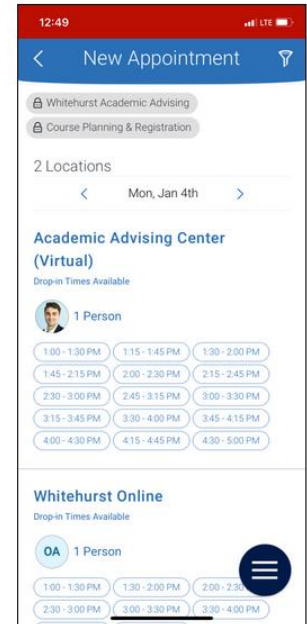 12:49 LTE
New Appointment
Whitehurst Academic Advising
Course Planning & Registration
2 Locations
Mon, Jan 4th
Academic Advising Center
(Virtual)
Drop-in Times Available
1 Person
1:00 - 1:30 PM 1:15 - 1:45 PM 1:30 - 2:00 PM
1:45 - 2:15 PM 2:00 - 2:30 PM 2:15 - 2:45 PM
2:30 - 3:00 PM 2:45 - 3:15 PM 3:00 - 3:30 PM
3:15 - 3:45 PM 3:30 - 4:00 PM 3:45 - 4:15 PM
4:00 - 4:30 PM 4:15 - 4:45 PM 4:30 - 5:00 PM
Whitehurst Online
Drop-in Times Available
OA 1 Person
1:00 - 1:30 PM 1:30 - 2:00 PM 2:00 - 2:30
2:30 - 3:00 PM 3:00 - 3:30 PM 3:30 - 4:00 PM